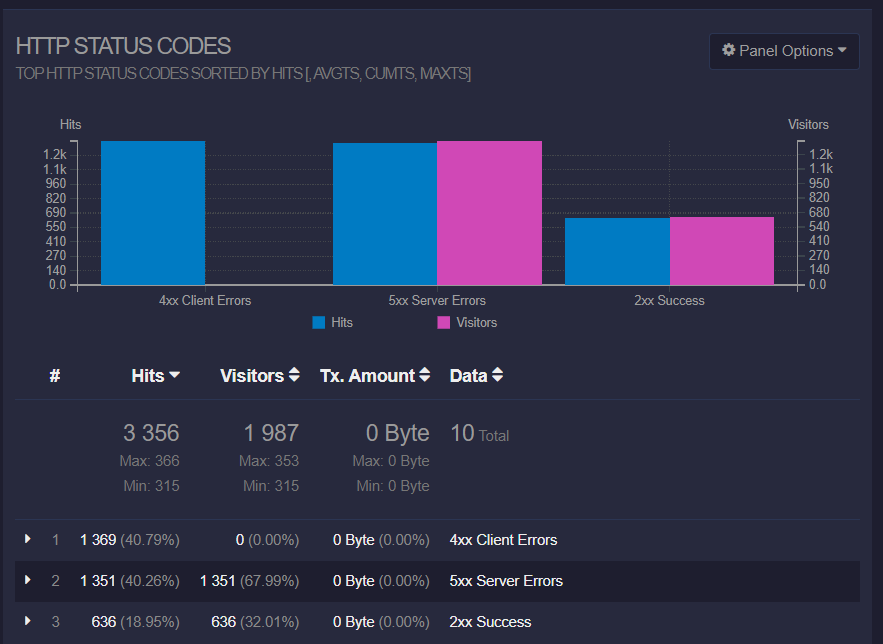 HTTP STATUS CODES
TOP HTTP STATUS CODES SORTED BY HITS [, AVGTS, CUMTS, MAXTS]
Panel Options
Hits
Visitors
1.2k
1.1k
960
820
690
550
410
270
140
0.0
1.2k
1.1k
950
820
680
540
410
270
140
0.0
4xx Client Errors
5xx Server Errors
2xx Success
Hits
Visitors
# Hits Visitors Tx. Amount Data
3 356 1 987 0 Byte 10 Total
Max: 366 Max: 353 Max: 0 Byte
Min: 315 Min: 315 Min: 0 Byte
1 1 369 (40.79%) 0 (0.00%) 0 Byte (0.00%) 4xx Client Errors
2 1 351 (40.26%) 1 351 (67.99%) 0 Byte (0.00%) 5xx Server Errors
3 636 (18.95%) 636 (32.01%) 0 Byte (0.00%) 2xx Success